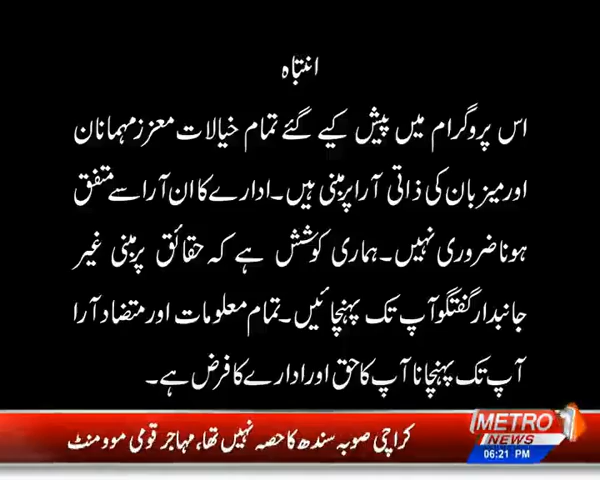 انتباہ
اس پروگرام میں پیش کیے گئے تمام خیالات معزز مہمانان
اور میزبان کی ذاتی آرا پر مبنی ہیں۔ ادارے کا ان آرا سے متفق
ہونا ضروری نہیں۔ ہماری کوشش ہے کہ حقائق پر مبنی غیر
جانبدار گفتگو آپ تک پہنچائیں۔ تمام معلومات اور متضاد آرا
آپ تک پہنچانا آپ کا حق اور ادارے کا فرض ہے۔
کراچی صوبہ سندھ کا حصہ نہیں تھا، مہاجر قومی موومنٹ
METRO 1
NEWS
06:21 PM